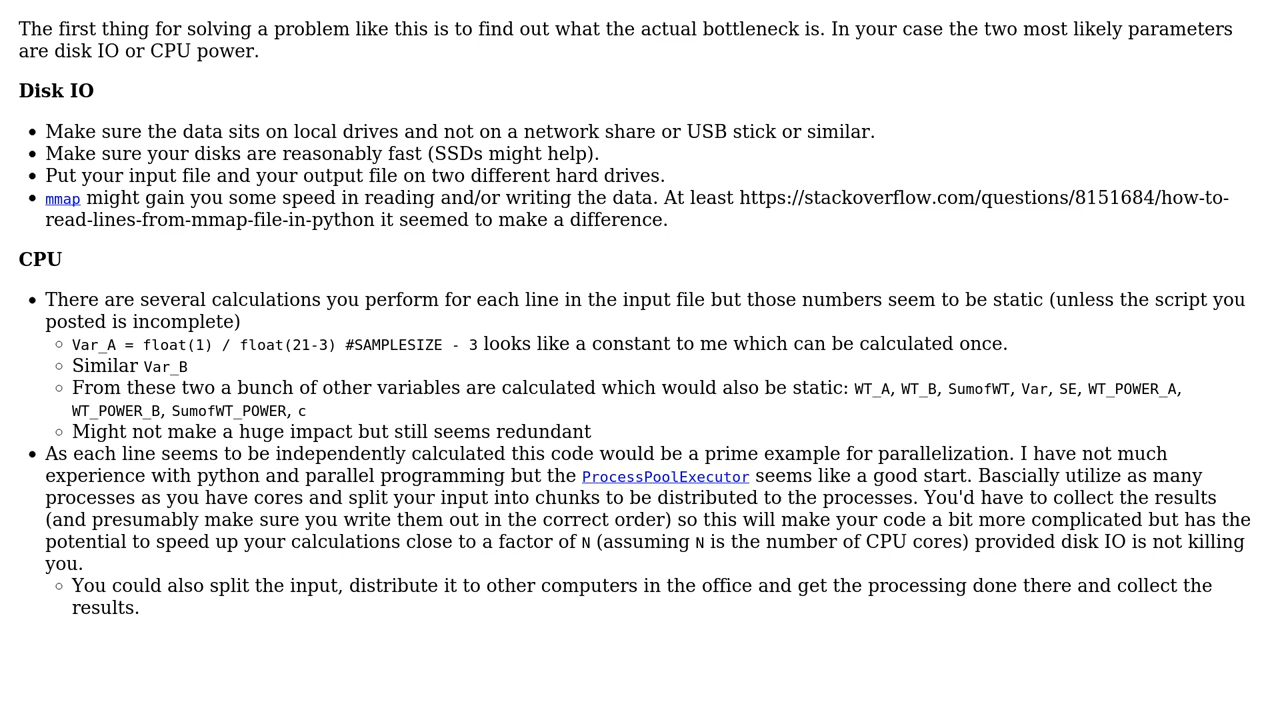 The first thing for solving a problem like this is to find out what the actual bottleneck is. In your case the two most likely parameters
are disk IO or CPU power.
Disk IO
• Make sure the data sits on local drives and not on a network share or USB stick or similar.
• Make sure your disks are reasonably fast (SSDs might help).
• Put your input file and your output file on two different hard drives.
• mmap might gain you some speed in reading and/or writing the data. At least https://stackoverflow.com/questions/8151684/how-to-
read-lines-from-mmap-file-in-python it seemed to make a difference.
CPU
• There are several calculations you perform for each line in the input file but those numbers seem to be static (unless the script you
posted is incomplete)
◦ Var_A = float(1) / float(21-3) #SAMPLESIZE - 3 looks like a constant to me which can be calculated once.
◦ Similar Var_B
◦ From these two a bunch of other variables are calculated which would also be static: WT_A, WT_B, SumofWT, Var, SE, WT_POWER_A,
WT_POWER_B, SumofWT_POWER, c
◦ Might not make a huge impact but still seems redundant
• As each line seems to be independently calculated this code would be a prime example for parallelization. I have not much
experience with python and parallel programming but the ProcessPoolExecutor seems like a good start. Bascially utilize as many
processes as you have cores and split your input into chunks to be distributed to the processes. You'd have to collect the results
(and presumably make sure you write them out in the correct order) so this will make your code a bit more complicated but has the
potential to speed up your calculations close to a factor of N (assuming N is the number of CPU cores) provided disk IO is not killing
you.
◦ You could also split the input, distribute it to other computers in the office and get the processing done there and collect the
results.